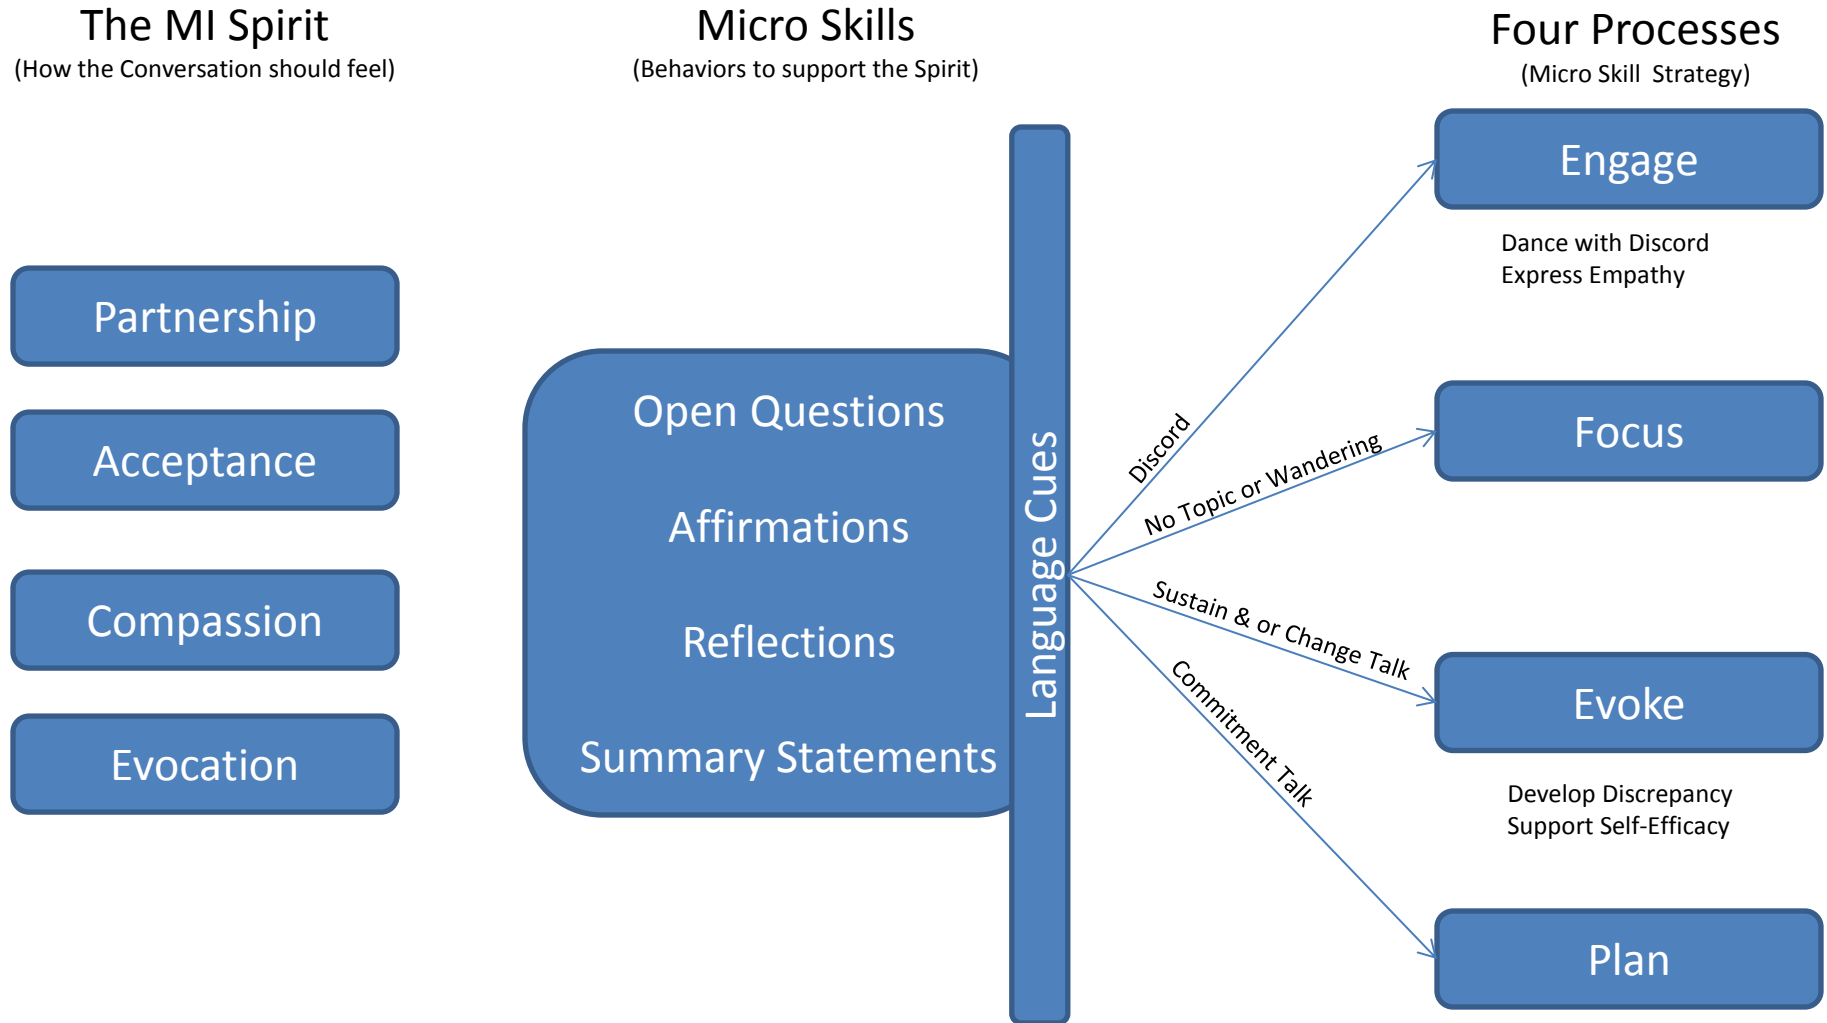 The MI Spirit
(How the Conversation should feel)
Partnership
Acceptance
Compassion
Evocation
Micro Skills
(Behaviors to support the Spirit)
Open Questions
Affirmations
Reflections
Summary Statements
Language Cues
Discord
No Topic or Wandering
Sustain & or Change Talk
Commitment Talk
Four Processes
(Micro Skill  Strategy)
Engage
Dance with Discord
Express Empathy
Focus
Evoke
Develop Discrepancy
Support Self-Efficacy
Plan